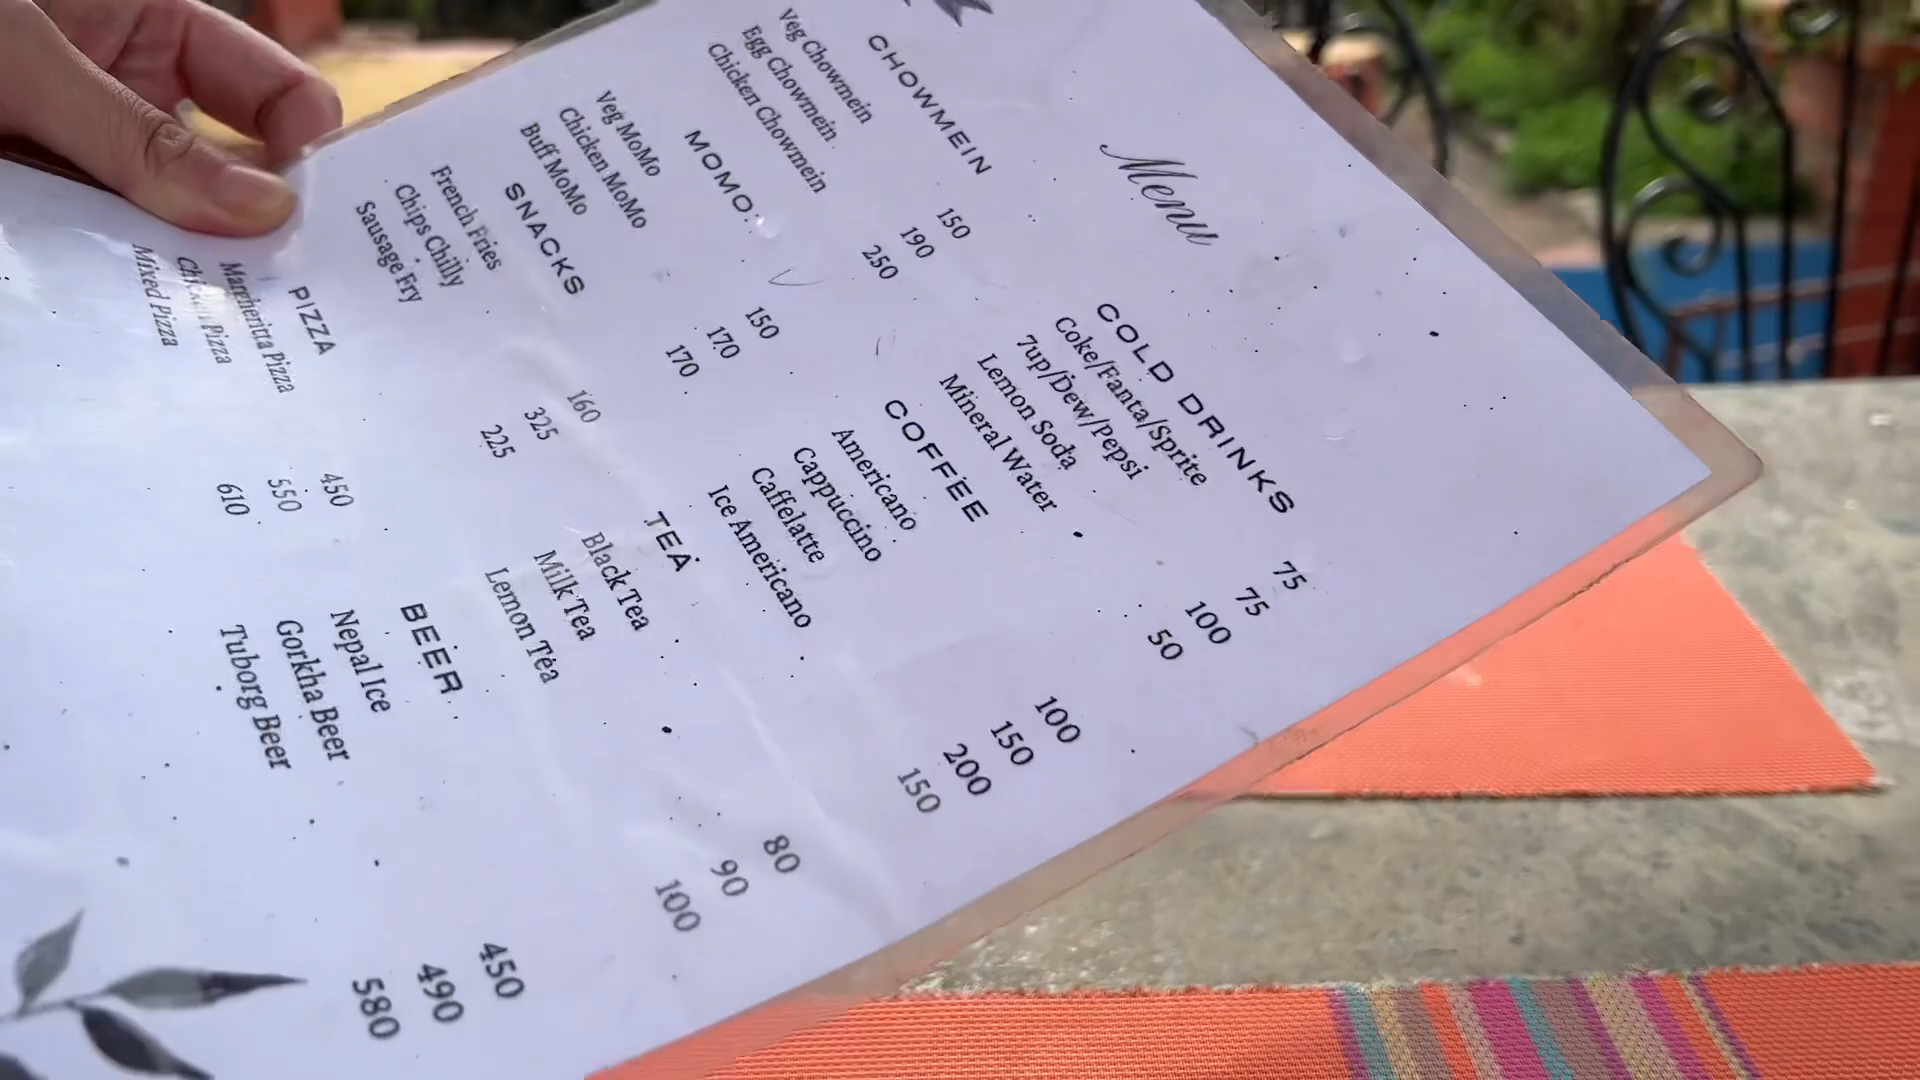 Menu
CHOWMEIN
Veg Chowmein 150
Egg Chowmein 190
Chicken Chowmein 250
MOMO:
Veg MoMo 150
Chicken MoMo 170
Buff MoMo 170
SNACKS
French Fries 160
Chips Chilly 325
Sausage Fry 225
PIZZA
Marrheritta Pizza 450
Chicken Pizza 550
Mixed Pizza 610
COLD DRINKS
Coke/Fanta/Sprite 75
7up/Dew/Pepsi 75
Lemon Soda 100
Mineral Water 50
COFFEE
Americano 100
Cappuccino 150
Caffelatte 200
Ice Americano 150
TEA
Black Tea 80
Milk Tea 90
Lemon Tea 100
BEER
Nepal Ice 450
Gorkha Beer 490
Tuborg Beer 580